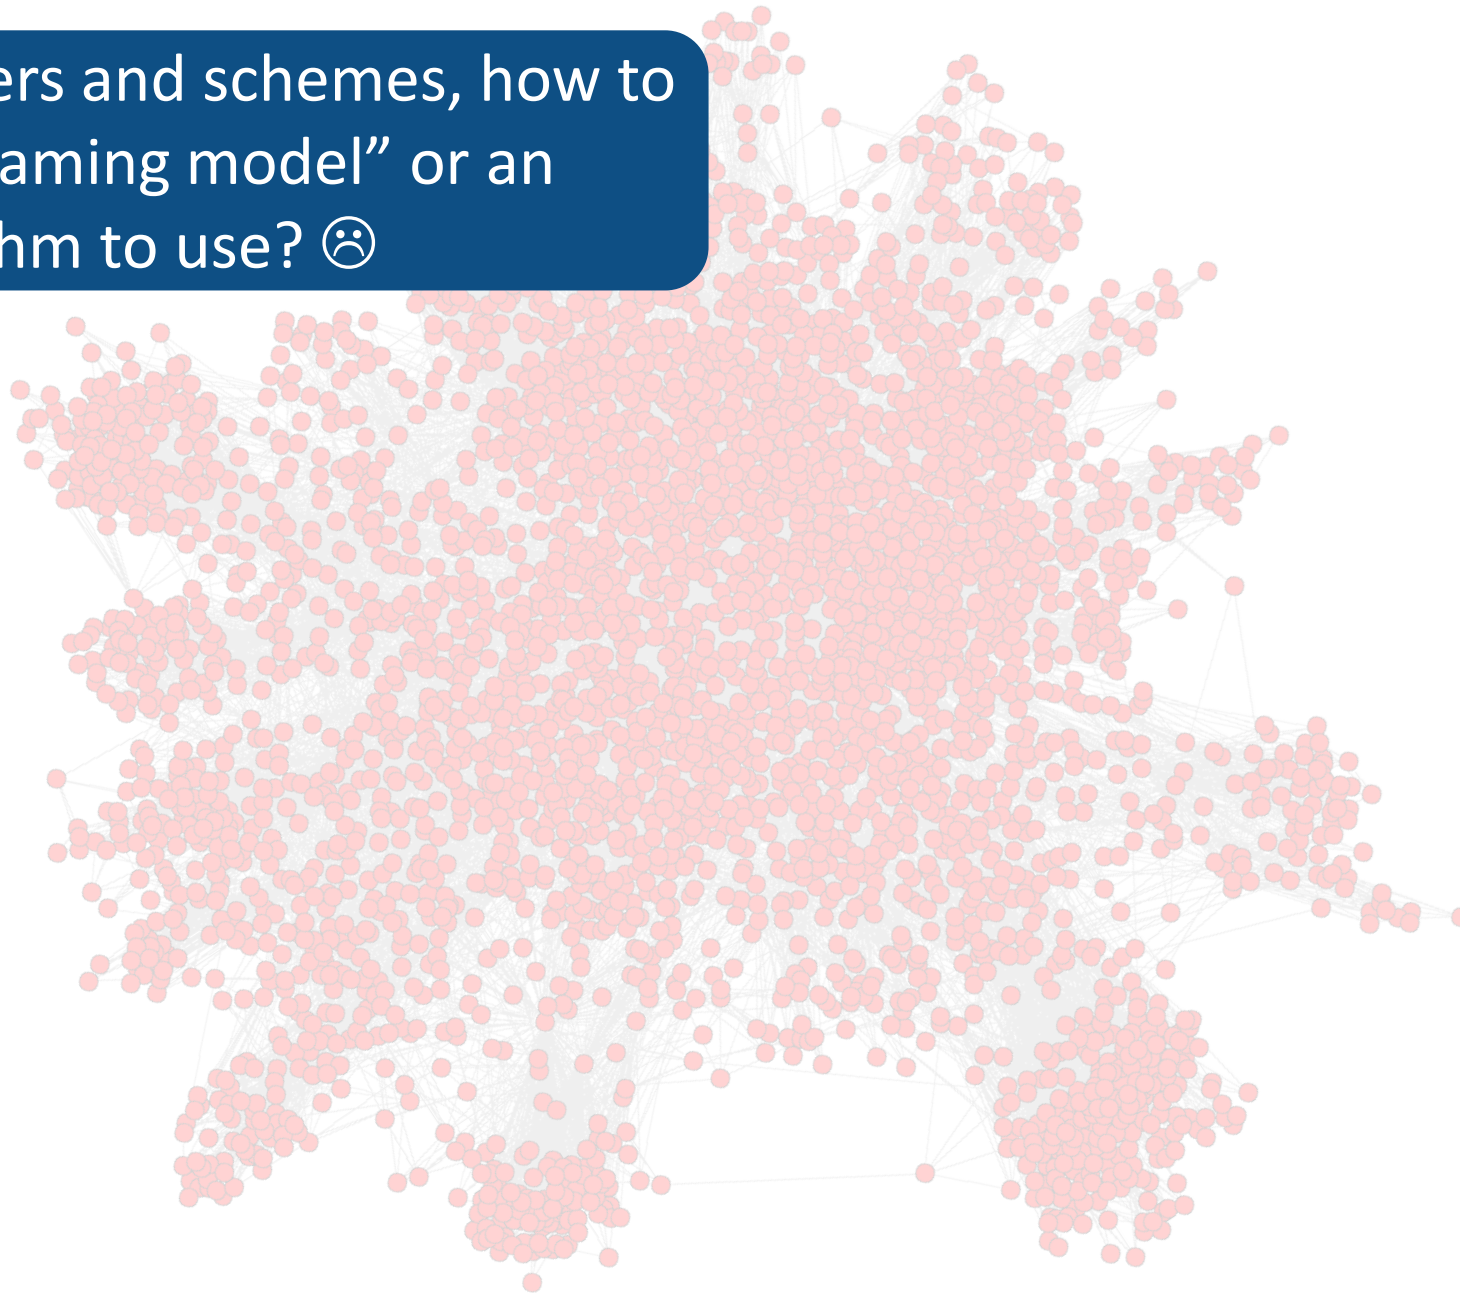 ers and schemes, how to
aming model” or an
hm to use? ☹